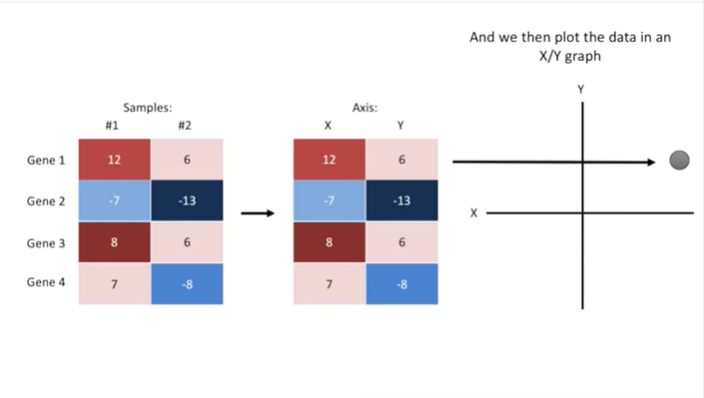 And we then plot the data in an
X/Y graph
Samples:
#1 #2
Gene 1 12 6
Gene 2 -7 -13
Gene 3 8 6
Gene 4 7 -8
Axis:
X Y
12 6
-7 -13
8 6
7 -8
Y
X